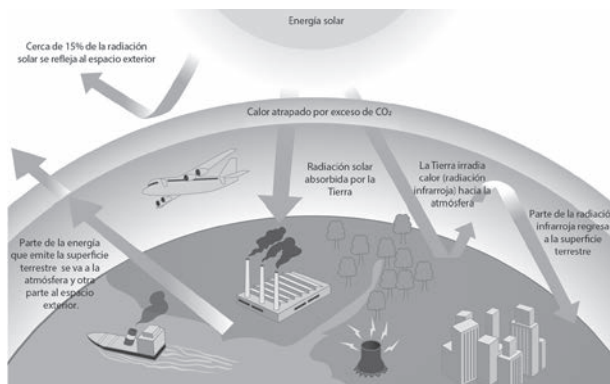 Energía solar
Cerca de 15% de la radiación
solar se refleja al espacio exterior
Calor atrapado por exceso de CO₂
Radiación solar
absorbida por la
Tierra
La Tierra irradia
calor (radiación
infrarroja) hacia la
atmósfera
Parte de la radiación
infrarroja regresa
a la superficie
terrestre
Parte de la energía
que emite la superficie
terrestre se va a la
atmósfera y otra
parte al espacio
exterior.